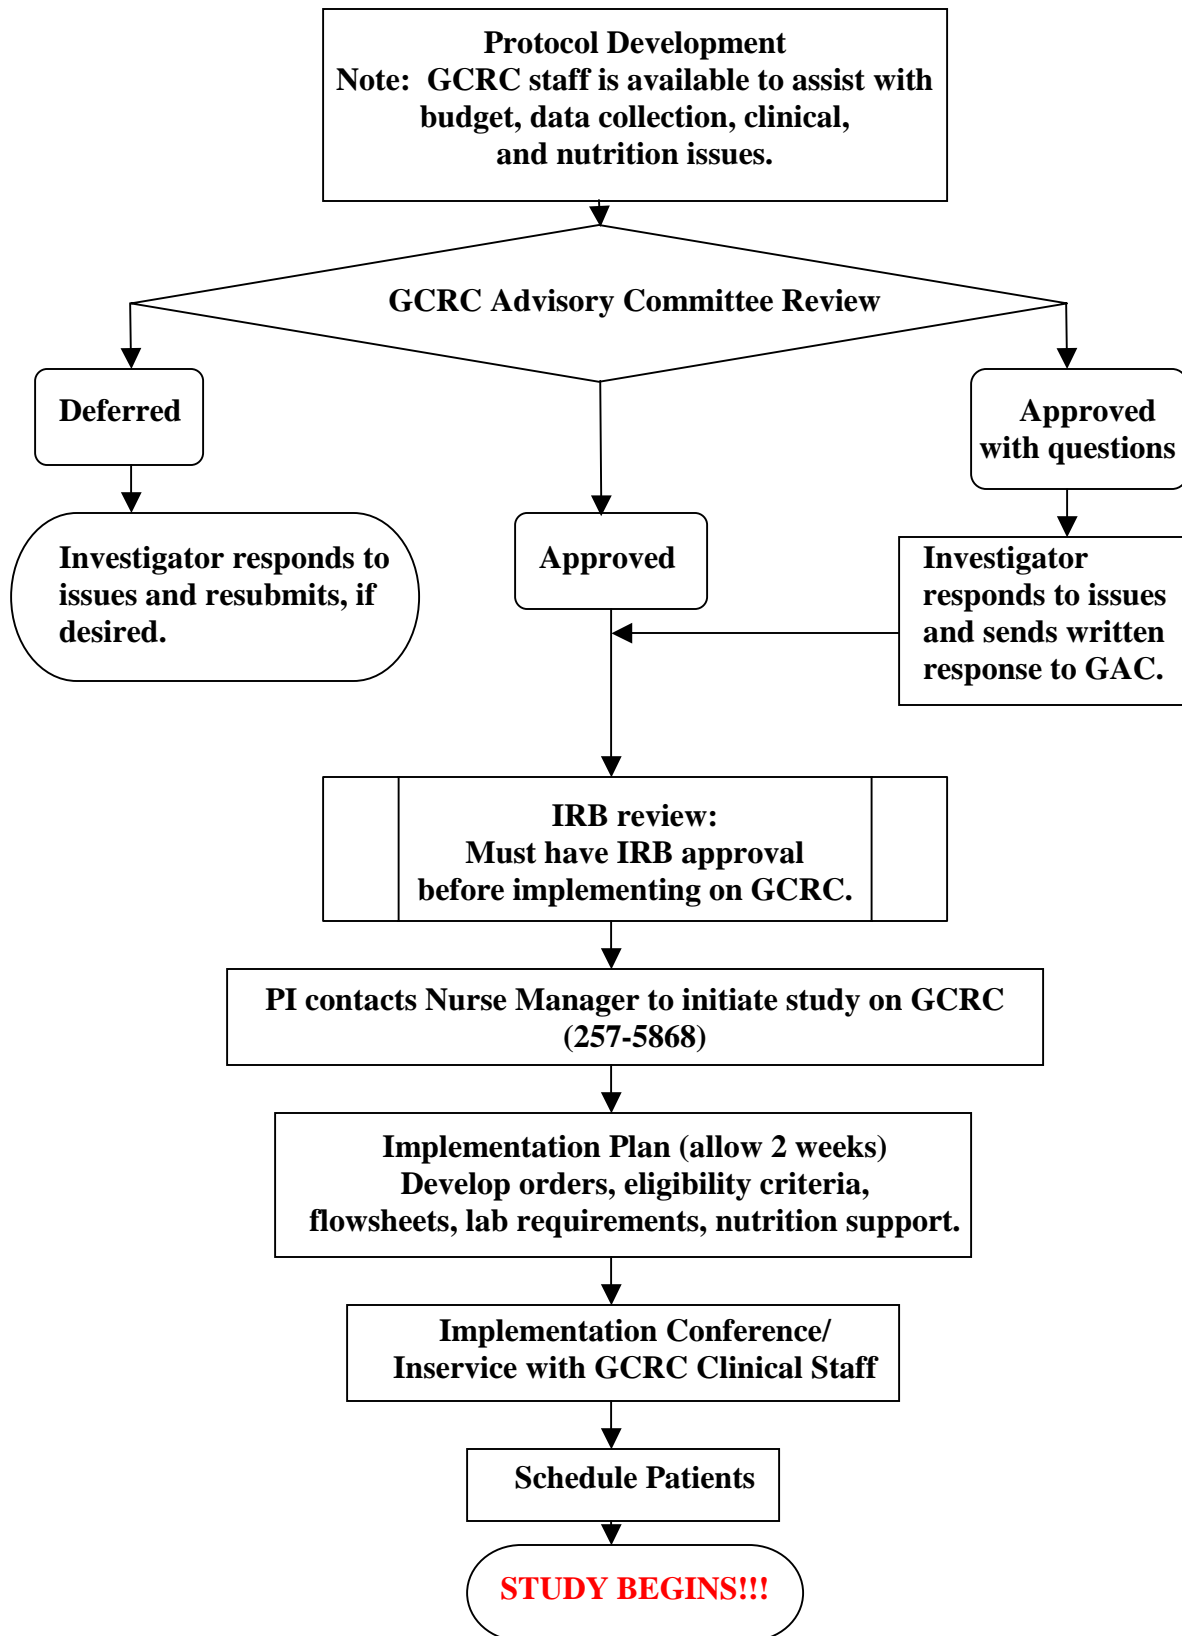 Protocol Development
Note:  GCRC staff is available to assist with
budget, data collection, clinical,
and nutrition issues.
GCRC Advisory Committee Review
Deferred
Approved
with questions
Investigator responds to
issues and resubmits, if
desired.
Approved
Investigator
responds to issues
and sends written
response to GAC.
IRB review:
Must have IRB approval
before implementing on GCRC.
PI contacts Nurse Manager to initiate study on GCRC
(257-5868)
Implementation Plan (allow 2 weeks)
Develop orders, eligibility criteria,
flowsheets, lab requirements, nutrition support.
Implementation Conference/
Inservice with GCRC Clinical Staff
Schedule Patients
STUDY BEGINS!!!